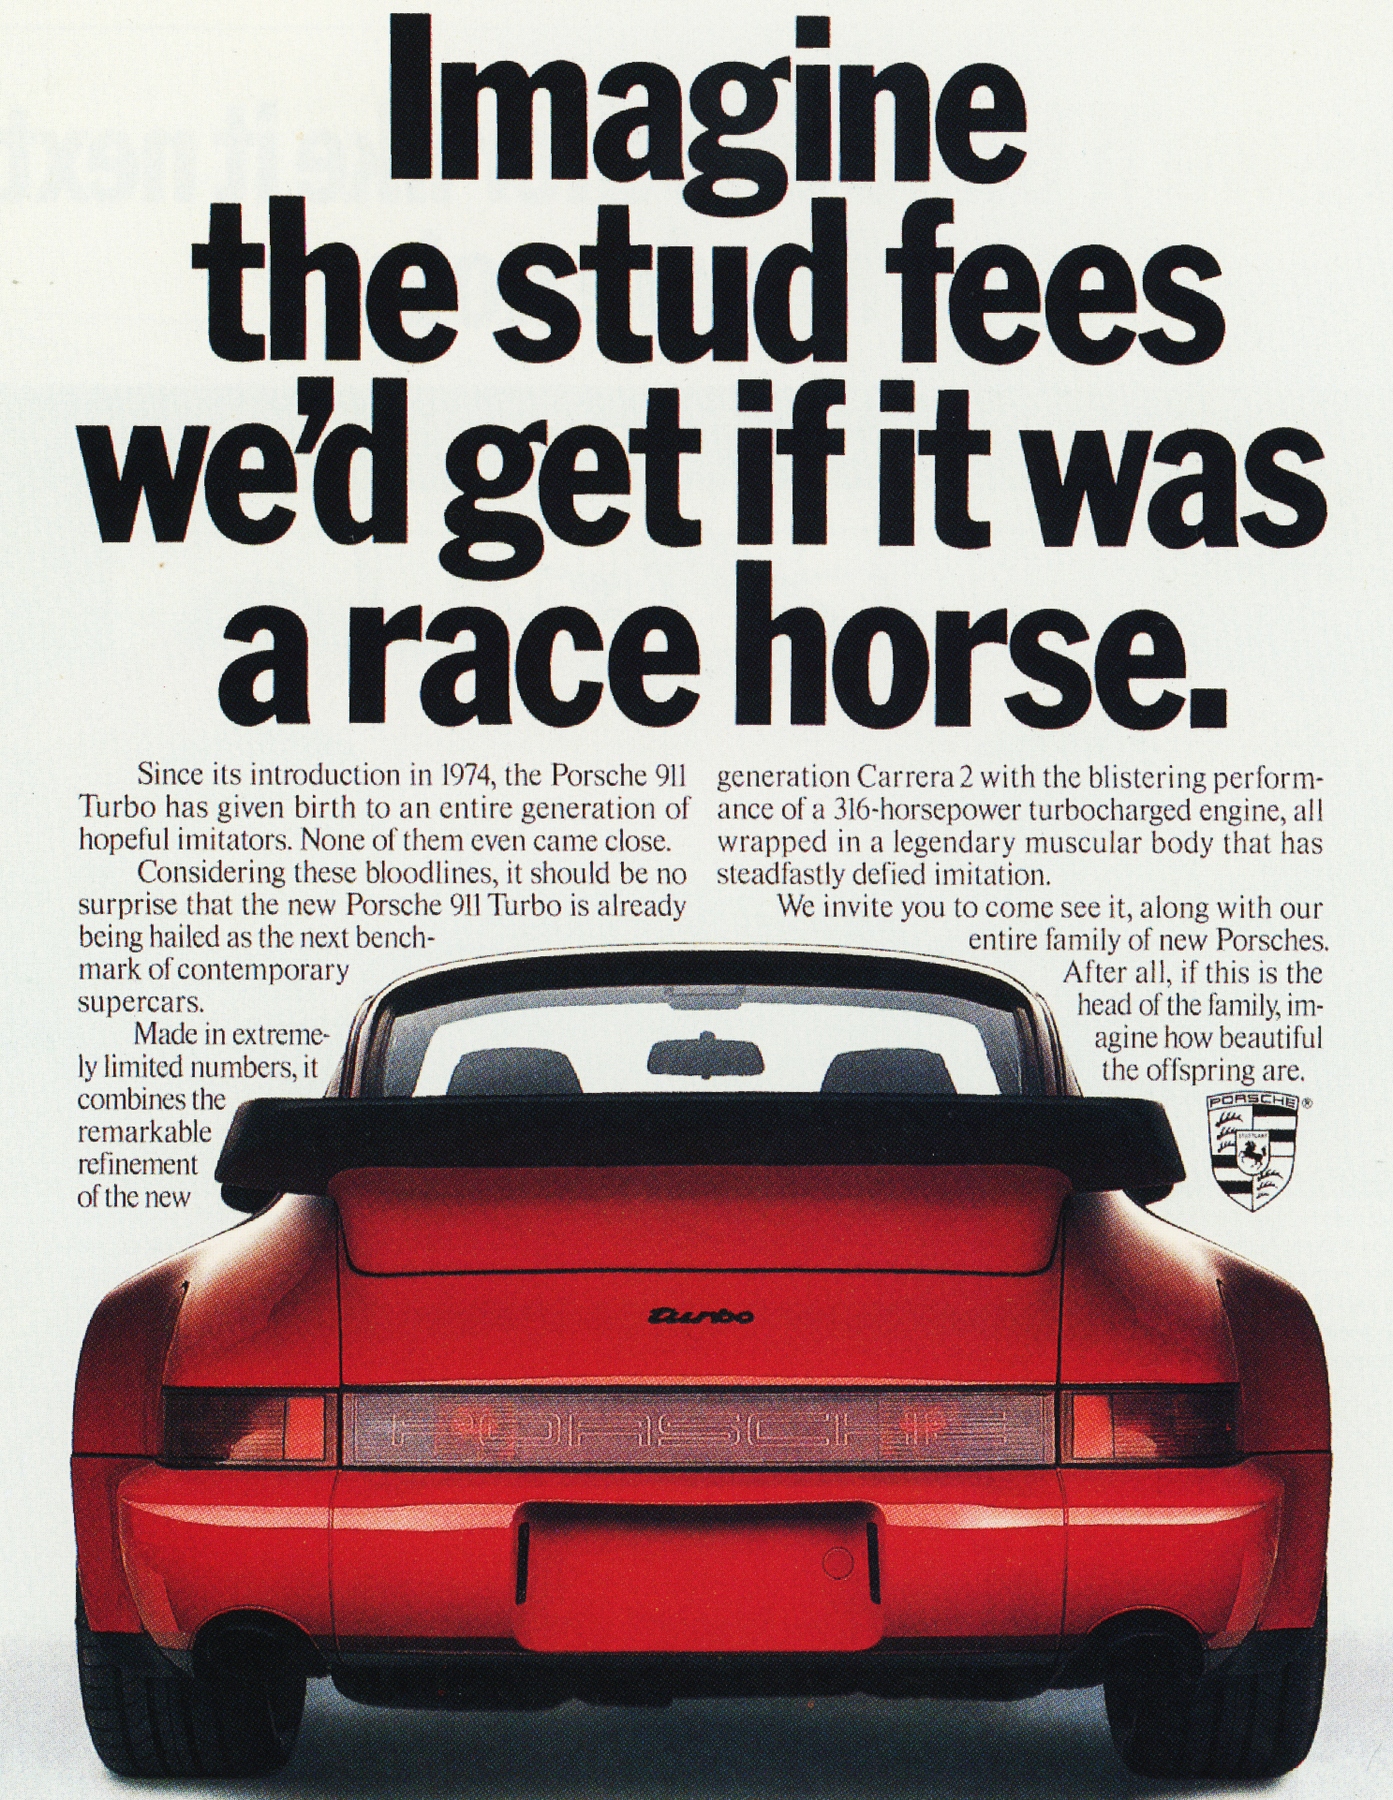 Imagine
the stud fees
we'd get if it was
a race horse.
Since its introduction in 1974, the Porsche 911
Turbo has given birth to an entire generation of
hopeful imitators. None of them even came close.
Considering these bloodlines, it should be no
surprise that the new Porsche 911 Turbo is already
being hailed as the next bench-
mark of contemporary
supercars.
Made in extreme-
ly limited numbers, it
combines the
remarkable
refinement
of the new
generation Carrera 2 with the blistering perform-
ance of a 316-horsepower turbocharged engine, all
wrapped in a legendary muscular body that has
steadfastly defied imitation.
We invite you to come see it, along with our
entire family of new Porsches.
After all, if this is the
head of the family, im-
agine how beautiful
the offspring are.
PORSCHE ®
STUTTGART
Turbo
PORSCHE